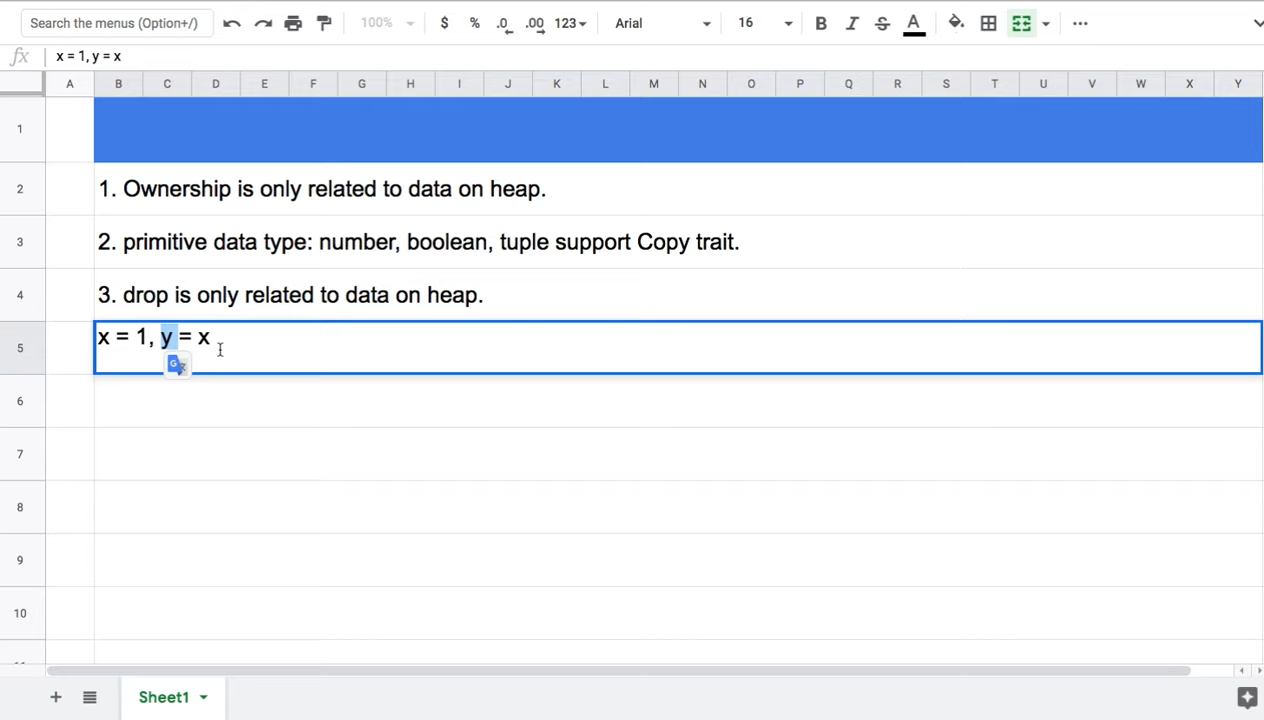 Search the menus (Option+/)
100%
$ % .0 .00 123
Arial
16
B I S A
fx x = 1, y = x
A B C D E F G H I J K L M N O P Q R S T U V W X Y
1
2 1. Ownership is only related to data on heap.
3 2. primitive data type: number, boolean, tuple support Copy trait.
4 3. drop is only related to data on heap.
5 x = 1, y = x
6
7
8
9
10
Sheet1